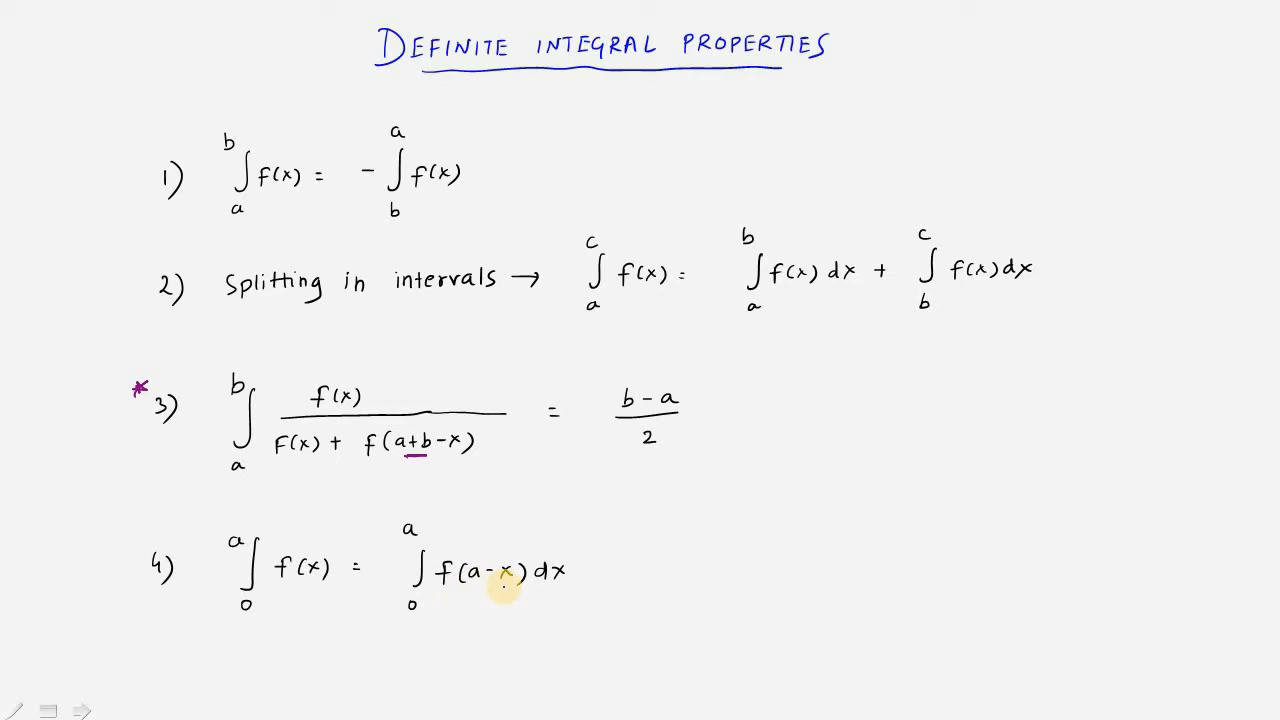 DEFINITE INTEGRAL PROPERTIES
1) ∫_a^b f(x) = - ∫_b^a f(x)
2) Splitting in intervals → ∫_a^c f(x) = ∫_a^b f(x) dx + ∫_b^c f(x) dx
* 3) ∫_a^b f(x) / (F(x) + f(a+b-x)) = (b-a)/2
4) ∫_0^a f(x) = ∫_0^a f(a-x) dx